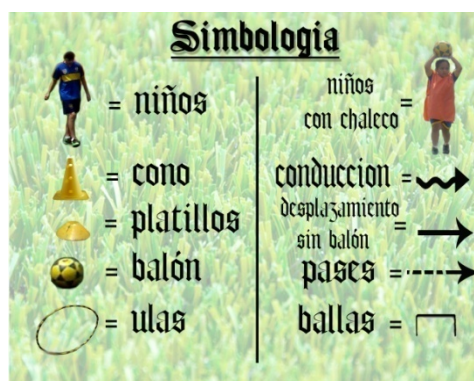 Simbologia
= niños
= cono
= platillos
= balón
= ulas
niños
con chaleco =
conduccion =
desplazamiento
sin balón =
pases =
ballas =